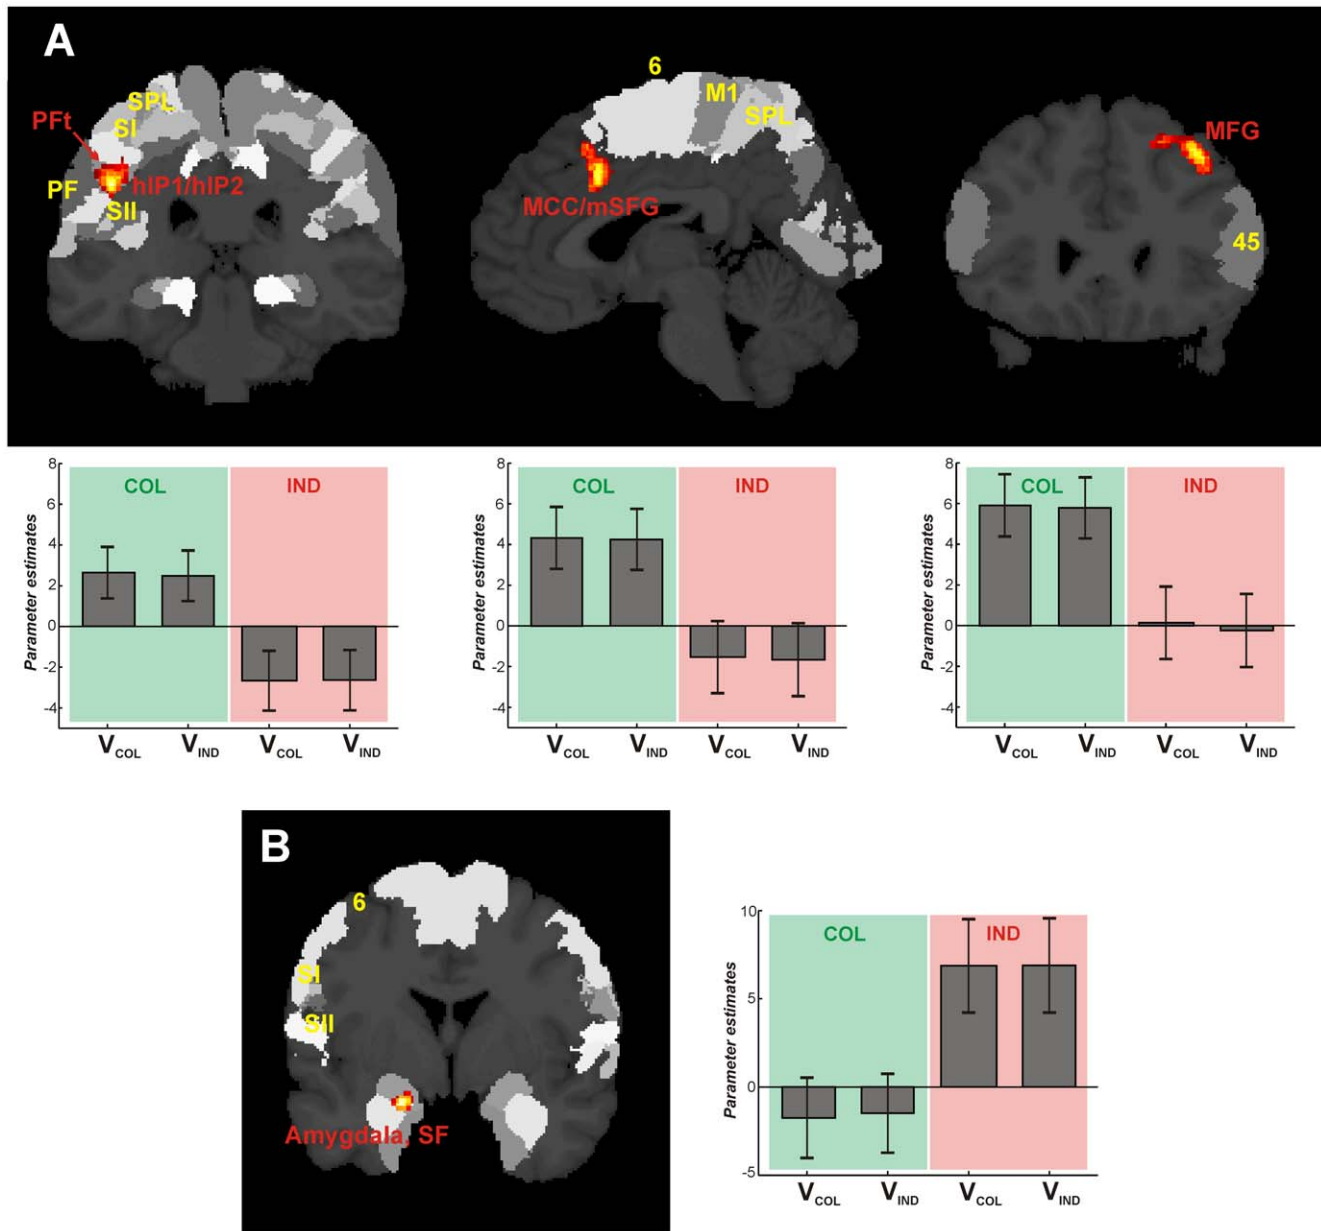 A
6
SPL
M1
PFt
SI
SPL
MFG
PF
hIP1/hIP2
SII
MCC/mSFG
45
8
6
4
2
0
-2
-4
Parameter estimates
COL
IND
VCOL
VIND
VCOL
VIND
8
6
4
2
0
-2
-4
Parameter estimates
COL
IND
VCOL
VIND
VCOL
VIND
8
6
4
2
0
-2
-4
Parameter estimates
COL
IND
VCOL
VIND
VCOL
VIND
B
6
SI
SII
Amygdala, SF
10
5
0
-5
Parameter estimates
COL
IND
VCOL
VIND
VCOL
VIND